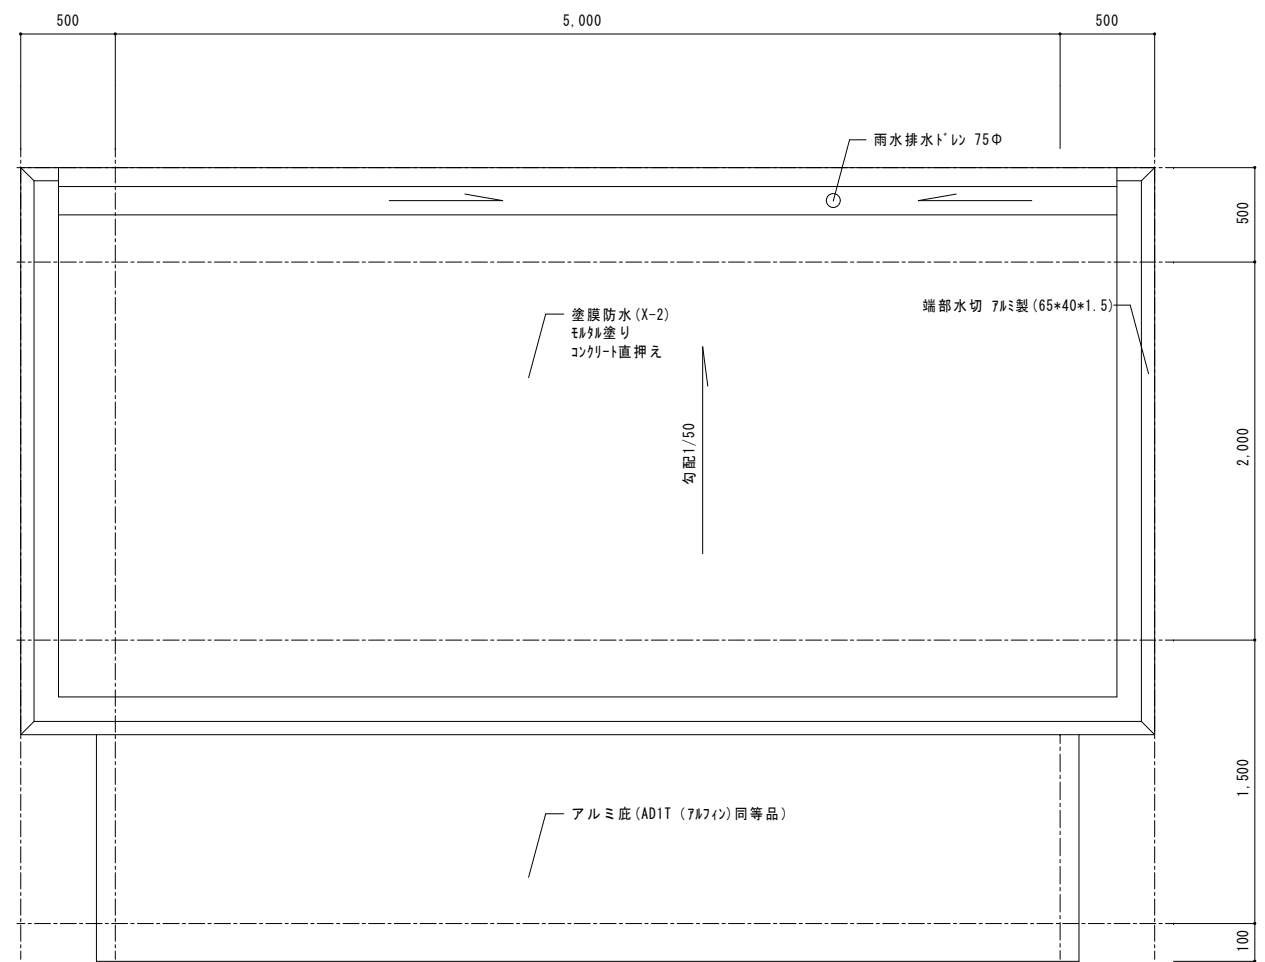 500
5,000
500
雨水排水ドレン 75Φ
500
端部水切 アルミ製(65*40*1.5)
塗膜防水(X-2)
モルタル塗り
コンクリート直押え
勾配1/50
2,000
1,500
アルミ庇(AD1T (アルフィン)同等品)
100